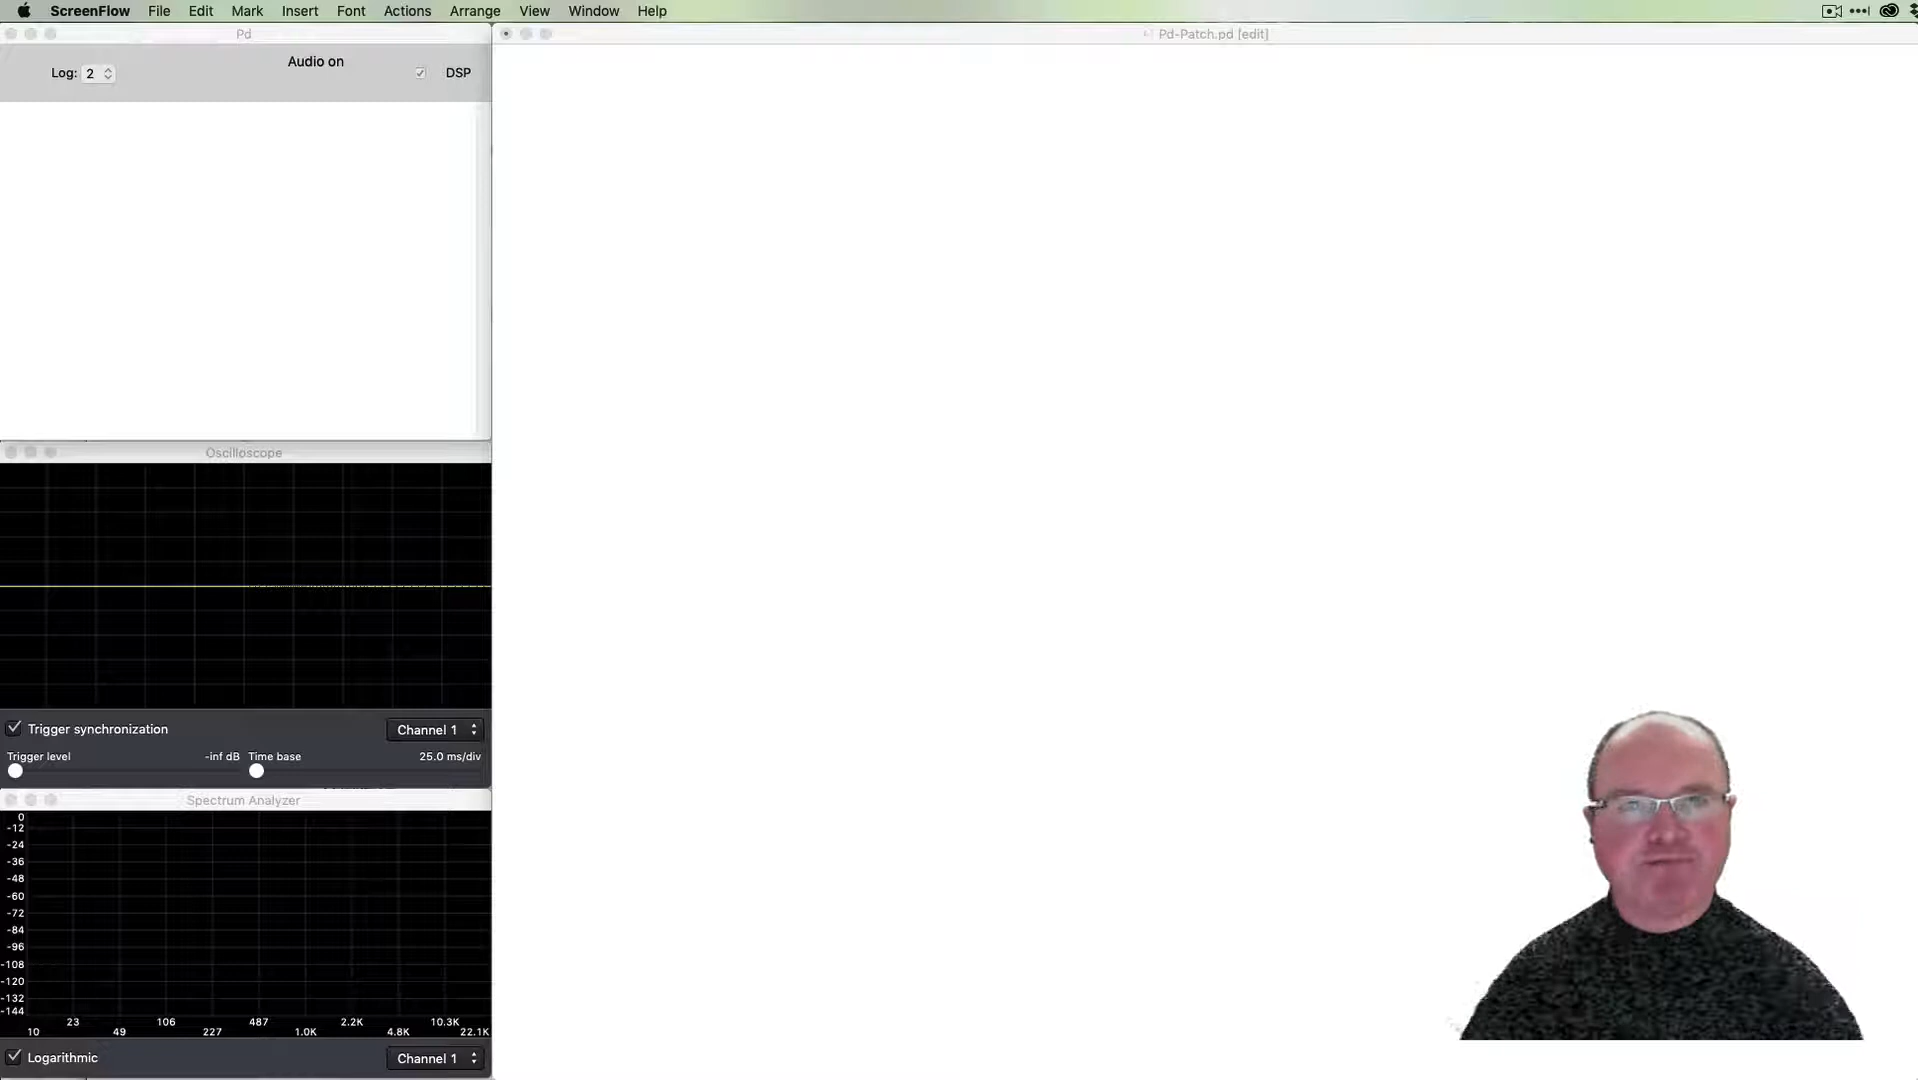 ScreenFlow File Edit Mark Insert Font Actions Arrange View Window Help
Pd
Pd-Patch.pd [edit]
Audio on
Log: 2
DSP
Oscilloscope
Trigger synchronization
Channel 1
Trigger level
-inf dB
Time base
25.0 ms/div
Spectrum Analyzer
0
-12
-24
-36
-48
-60
-72
-84
-96
-108
-120
-132
-144
23 106 487 2.2K 10.3K
10 49 227 1.0K 4.8K 22.1K
Logarithmic
Channel 1